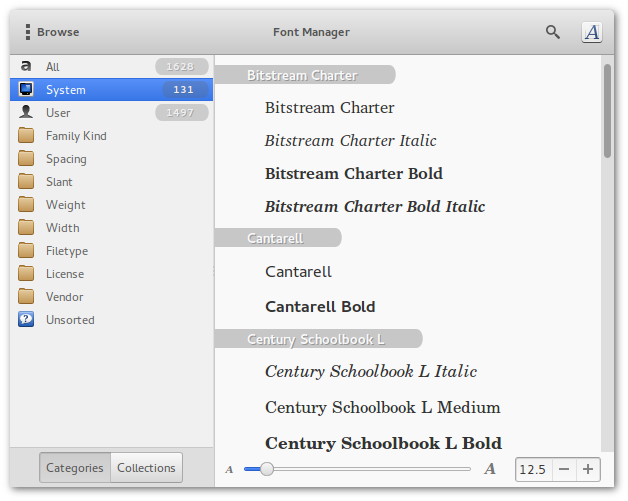 Browse
Font Manager
A
a All 1628
System 131
User 1497
Family Kind
Spacing
Slant
Weight
Width
Filetype
License
Vendor
? Unsorted
Categories
Collections
Bitstream Charter
Bitstream Charter
Bitstream Charter Italic
Bitstream Charter Bold
Bitstream Charter Bold Italic
Cantarell
Cantarell
Cantarell Bold
Century Schoolbook L
Century Schoolbook L Italic
Century Schoolbook L Medium
Century Schoolbook L Bold
A A 12.5 − +